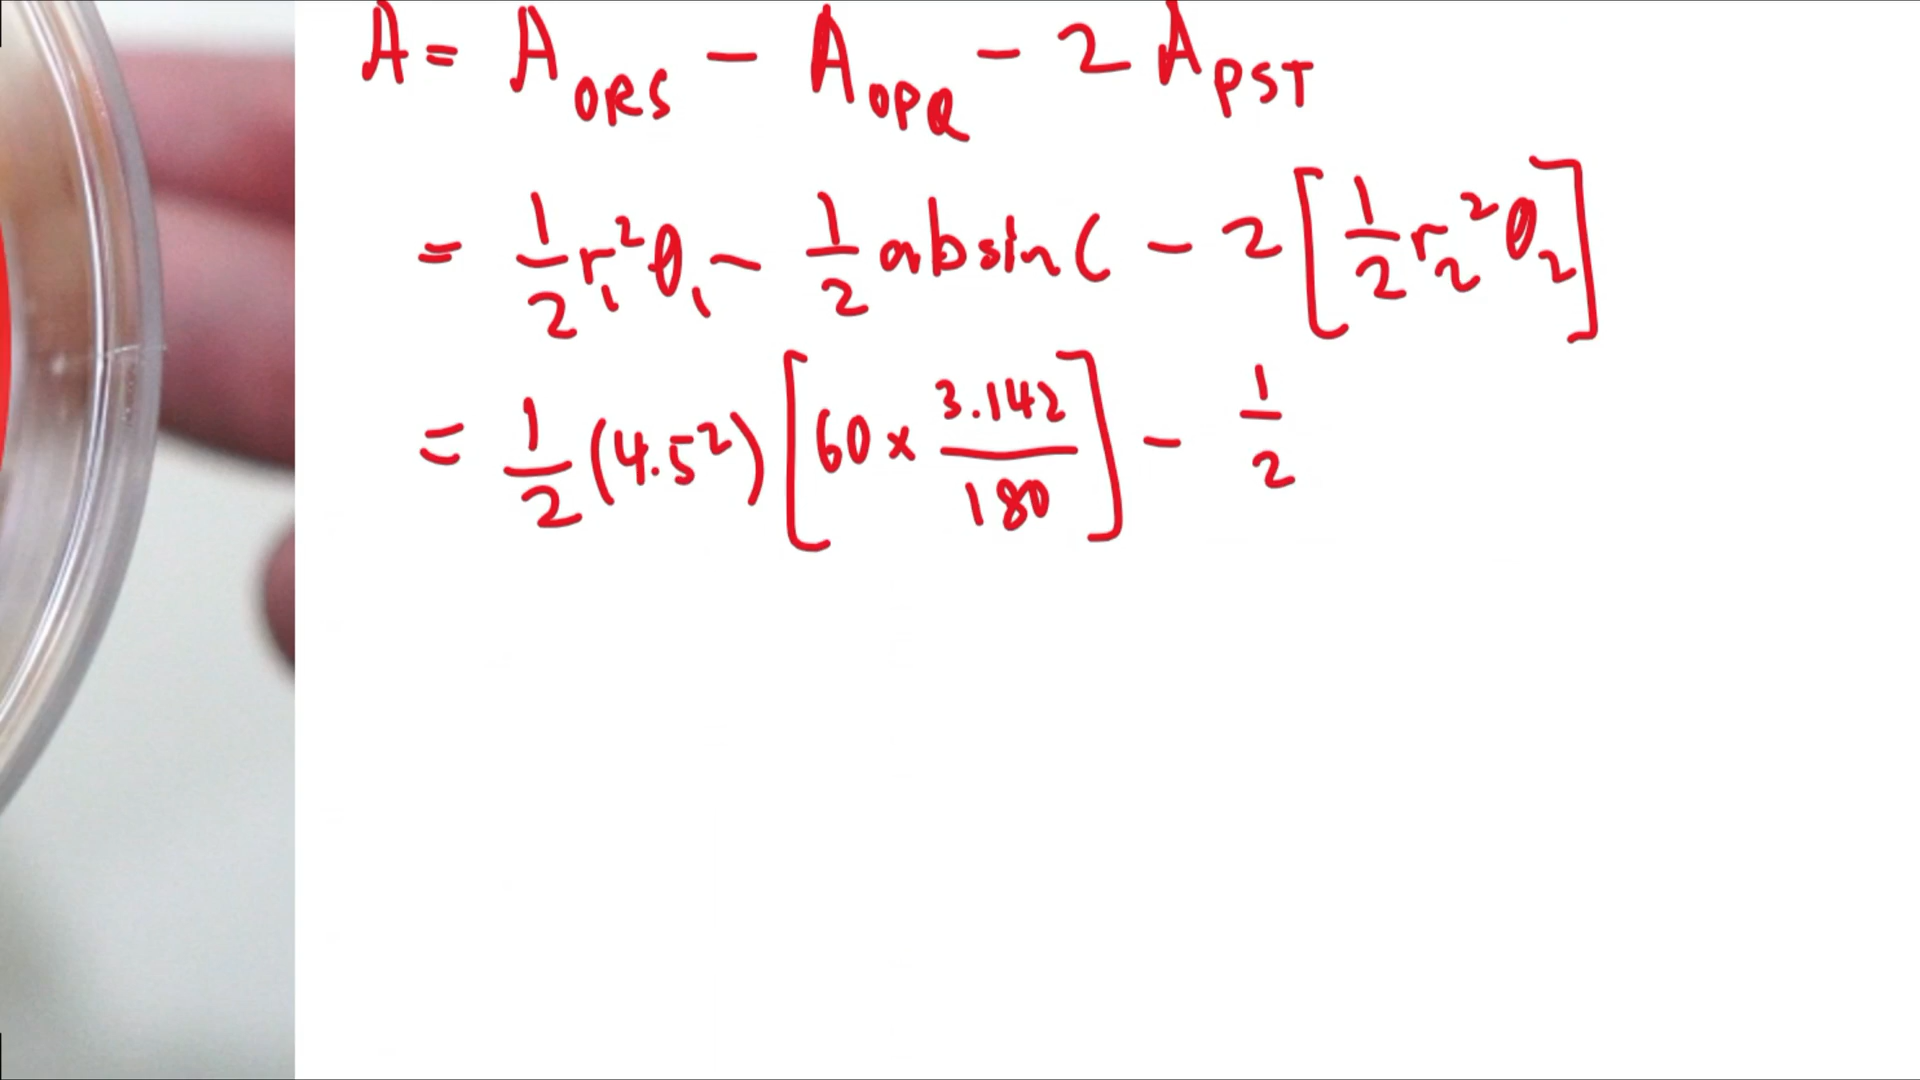 A = A_ORS - A_OPQ - 2 A_PST
= 1/2 r₁² θ₁ - 1/2 ab sin C - 2 [ 1/2 r₂² θ₂ ]
= 1/2 (4.5²) [ 60 × 3.142/180 ] - 1/2